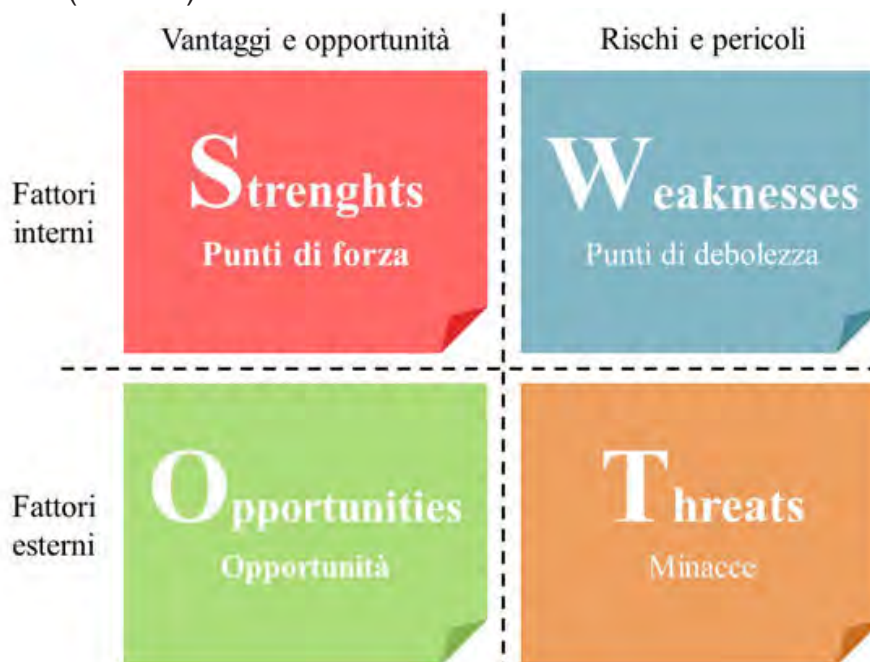 Vantaggi e opportunità
Rischi e pericoli
Fattori
interni
Strenghts
Punti di forza
Weaknesses
Punti di debolezza
Fattori
esterni
Opportunities
Opportunità
Threats
Minacce